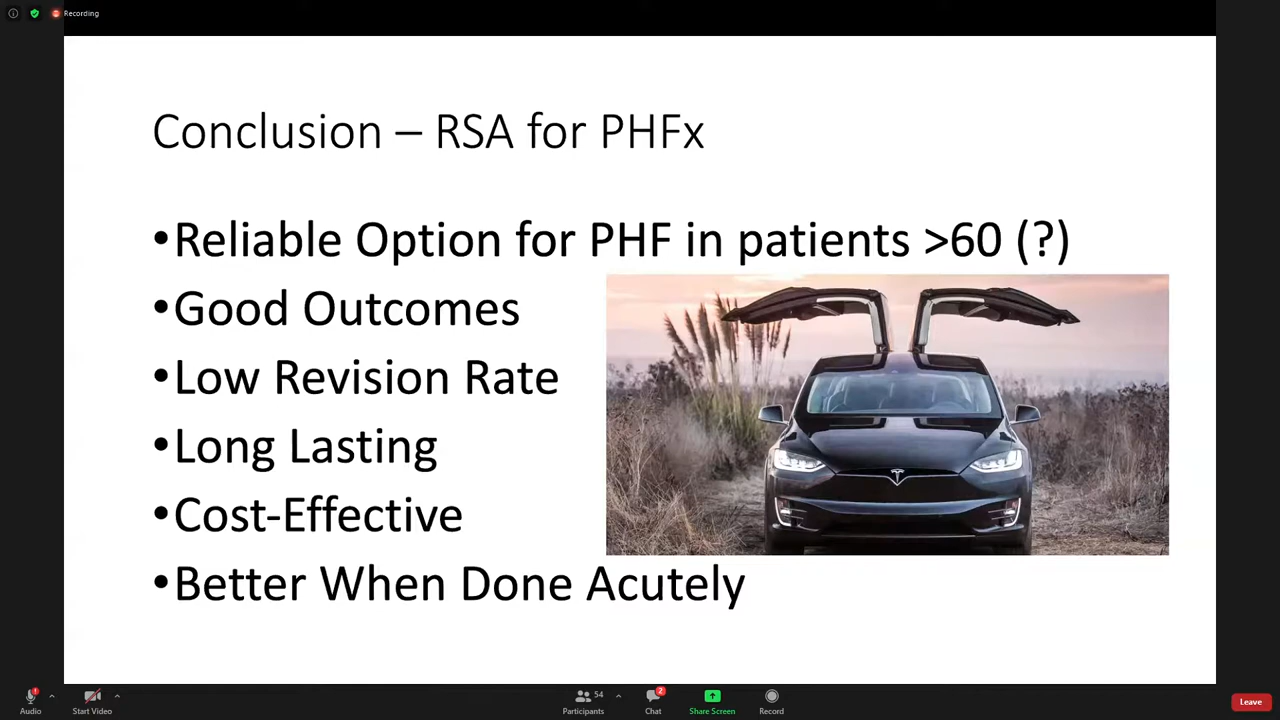 Recording
Conclusion – RSA for PHFx
•Reliable Option for PHF in patients >60 (?)
•Good Outcomes
•Low Revision Rate
•Long Lasting
•Cost-Effective
•Better When Done Acutely
Audio
Start Video
Participants
54
Chat
2
Share Screen
Record
Leave